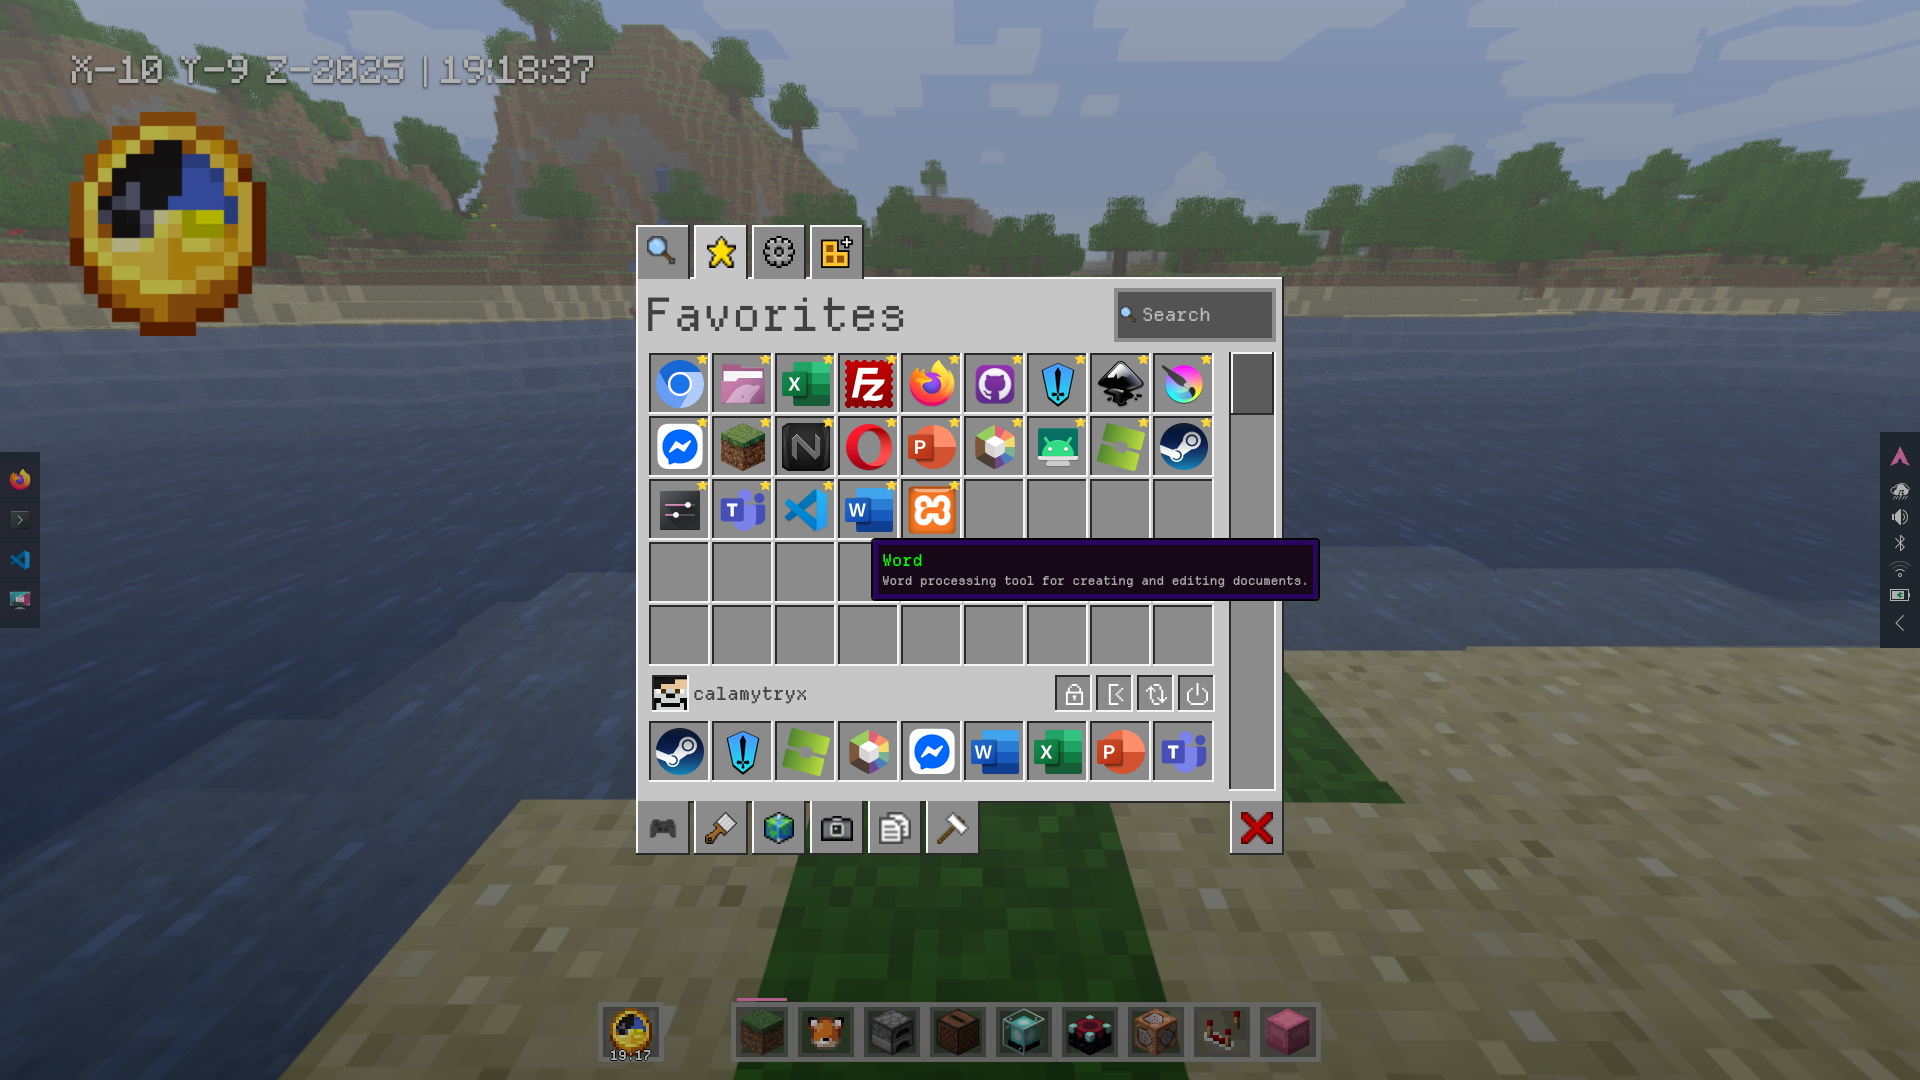 X-10 Y-9 Z-2025 | 19:18:37
Favorites
Search
X
Fz
N
P
T
W
Word
Word processing tool for creating and editing documents.
calamytryx
W
X
P
T
19:17